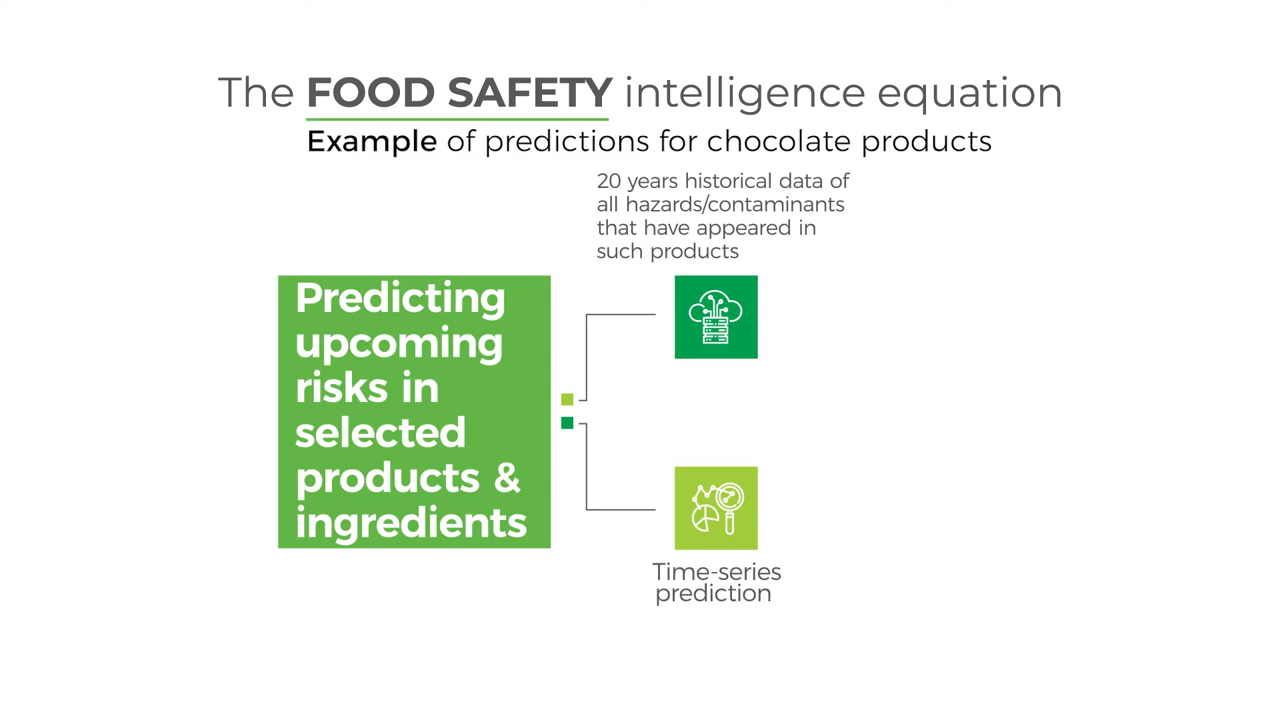 The FOOD SAFETY intelligence equation
Example of predictions for chocolate products
20 years historical data of
all hazards/contaminants
that have appeared in
such products
Predicting
upcoming
risks in
selected
products &
ingredients
Time-series
prediction